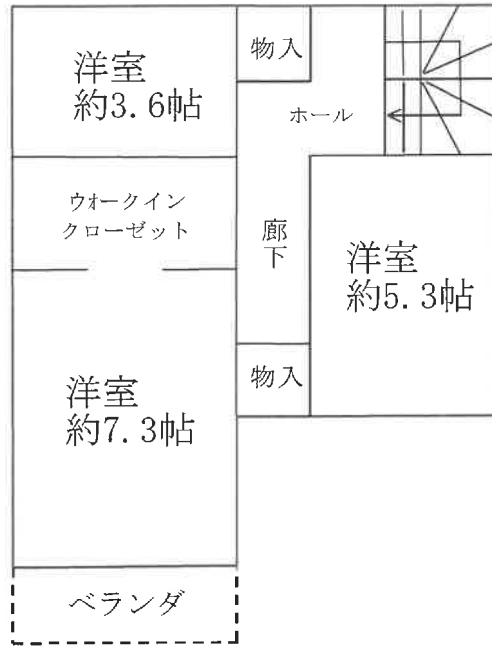 洋室
約3.6帖
物入
ホール
ウォークイン
クローゼット
廊下
洋室
約5.3帖
物入
洋室
約7.3帖
ベランダ